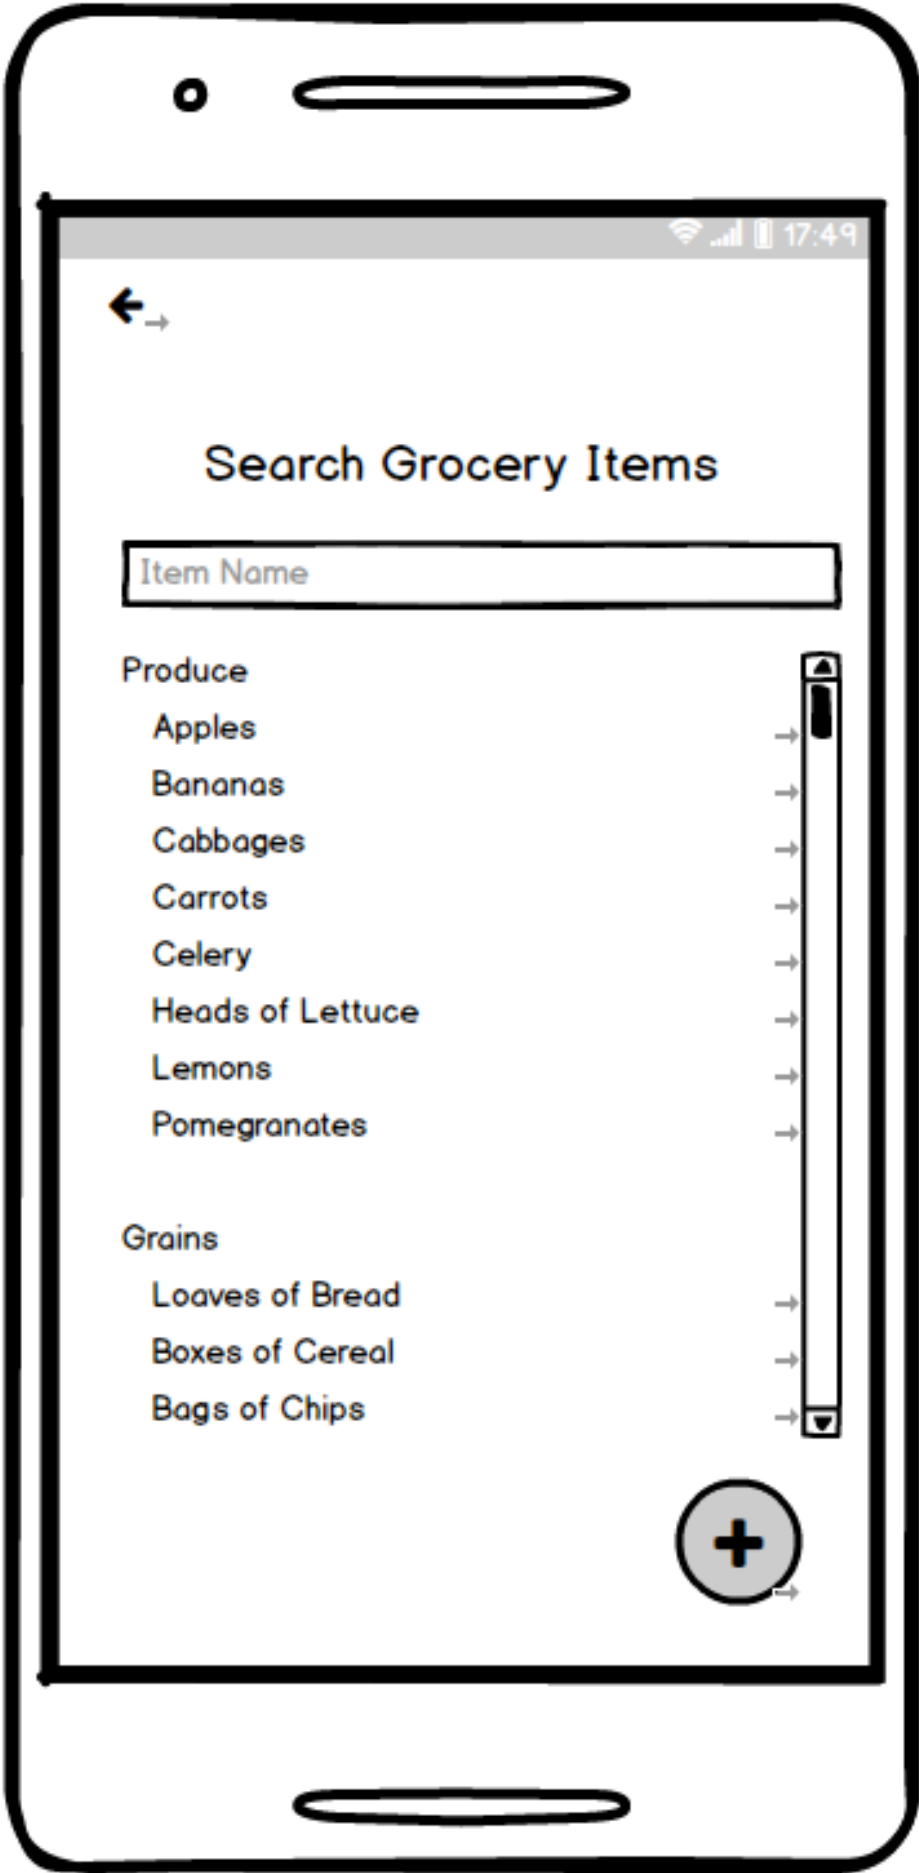 17:49
Search Grocery Items
Item Name
Produce
Apples
Bananas
Cabbages
Carrots
Celery
Heads of Lettuce
Lemons
Pomegranates
Grains
Loaves of Bread
Boxes of Cereal
Bags of Chips